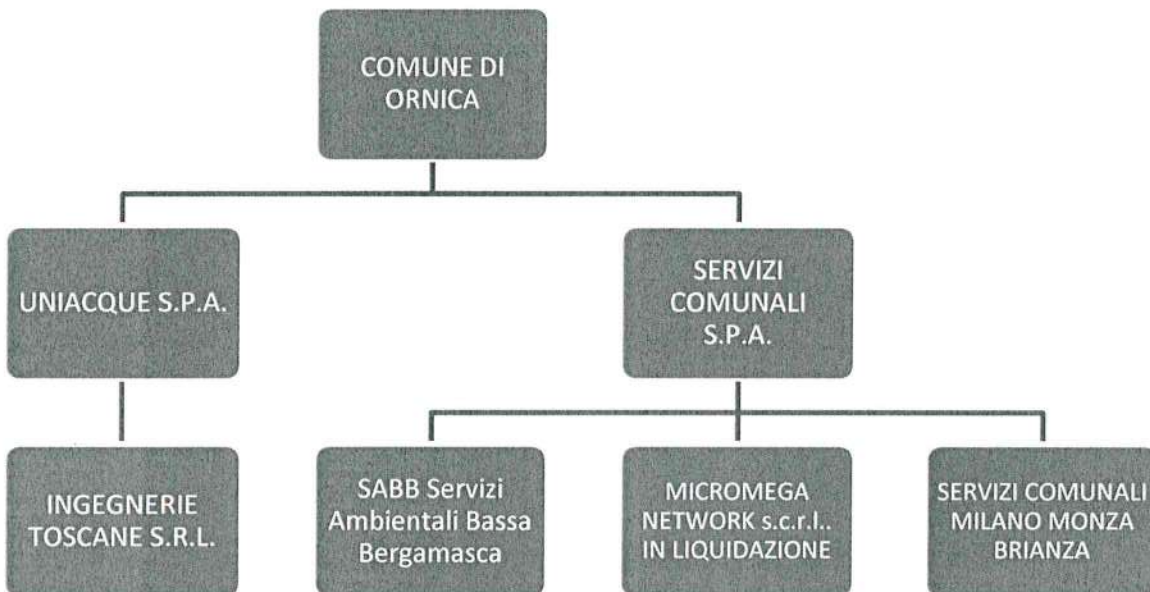 COMUNE DI
ORNICA
UNIACQUE S.P.A.
SERVIZI
COMUNALI
S.P.A.
INGEGNERIE
TOSCANE S.R.L.
SABB Servizi
Ambientali Bassa
Bergamasca
MICROMEGA
NETWORK s.c.r.l..
IN LIQUIDAZIONE
SERVIZI COMUNALI
MILANO MONZA
BRIANZA